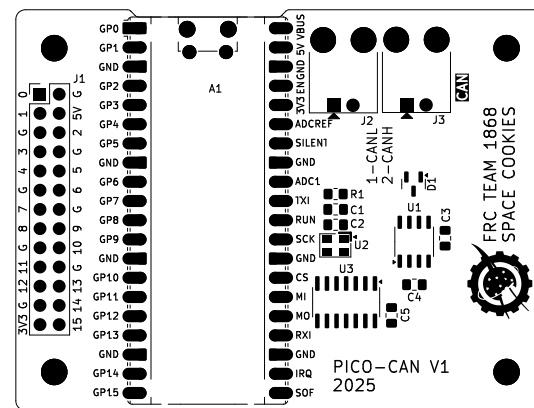 GP0
GP1
GND
GP2
GP3
GP4
GP5
GND
GP6
GP7
GP8
GP9
GND
GP10
GP11
GP12
GP13
GND
GP14
GP15
A1
VBUS
5V
GND
EN
3V3
ADCREF
SILENT
GND
ADC1
TXI
RUN
SCK
GND
CS
MI
MO
RXI
GND
IRQ
SOF
J1
0 G
1 5V
G 2
3 G
4 5
G 6
7 G
8 9
G 10
11 G
12 13
G 14
3V3 15
J2
J3
CAN
1-CANL
2-CANH
D1
R1
C1
C2
U2
U1
C3
U3
C4
C5
FRC TEAM 1868
SPACE COOKIES
PICO-CAN V1
2025